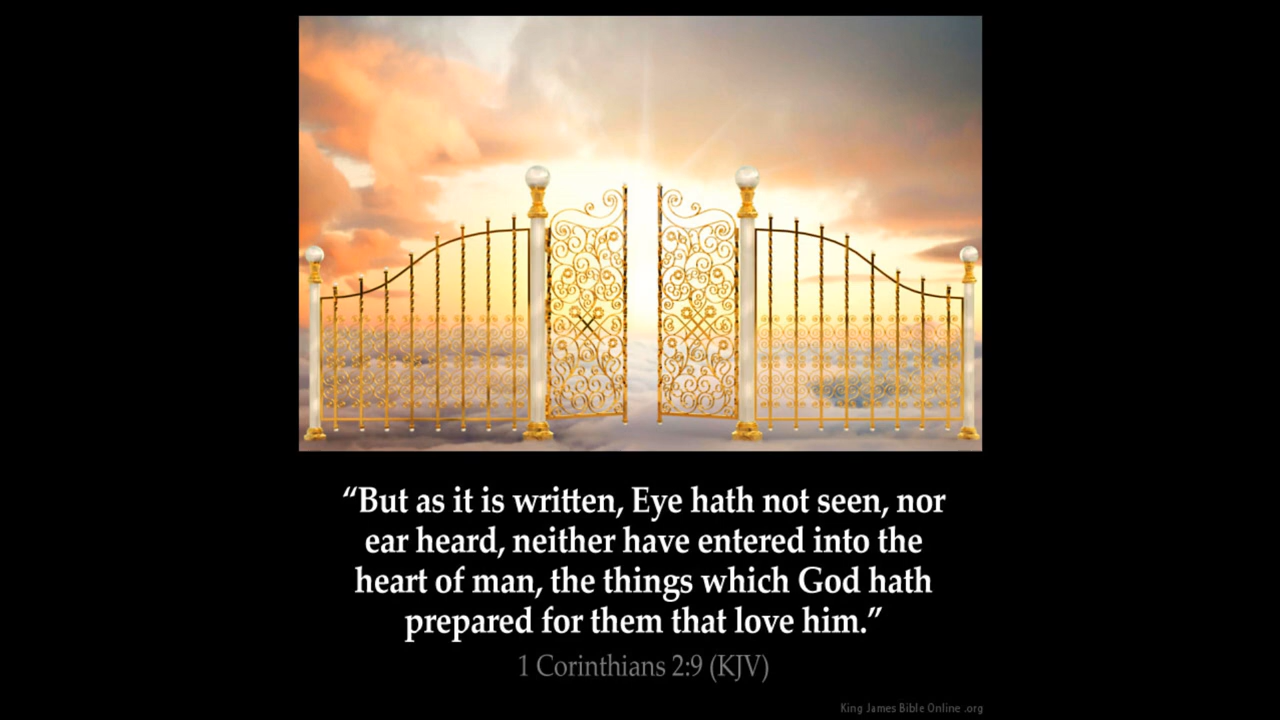 “But as it is written, Eye hath not seen, nor
ear heard, neither have entered into the
heart of man, the things which God hath
prepared for them that love him.”
1 Corinthians 2:9 (KJV)
King James Bible Online .org